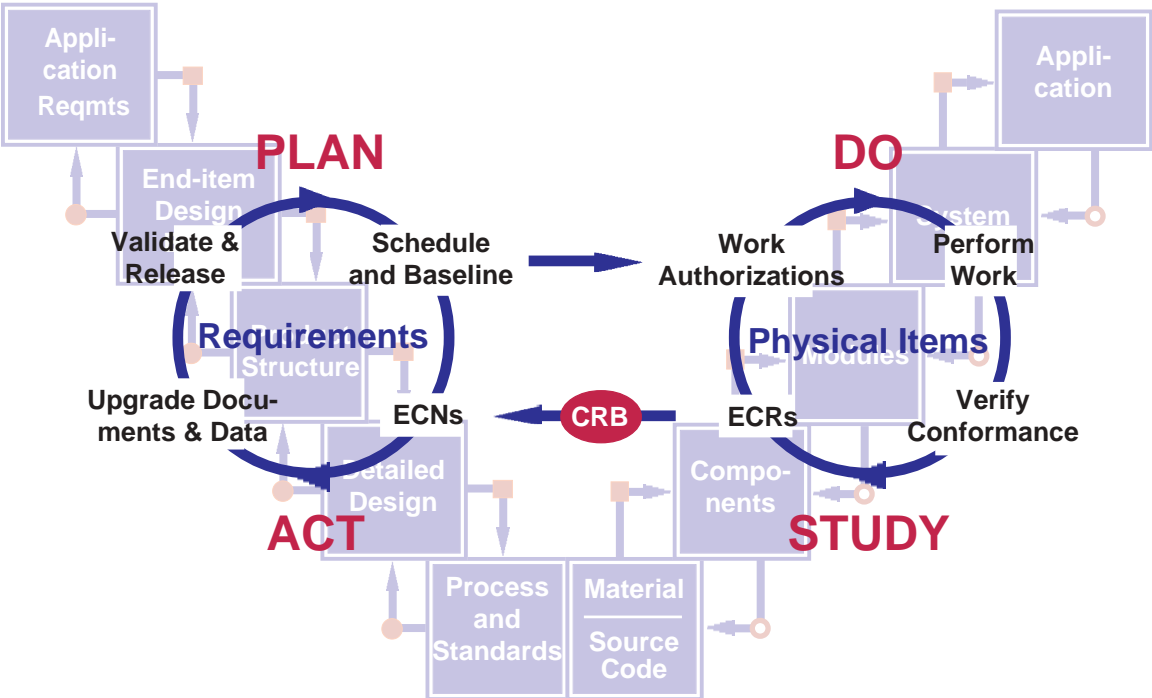 Appli-
cation
Reqmts
Appli-
cation
PLAN
DO
End-item
Design
System
Validate &
Release
Schedule
and Baseline
Work
Authorizations
Perform
Work
Requirements
Product
Structure
Physical Items
Modules
Upgrade Docu-
ments & Data
ECNs
CRB
ECRs
Verify
Conformance
Detailed
Design
Compo-
nents
ACT
STUDY
Process
and
Standards
Material
Source
Code